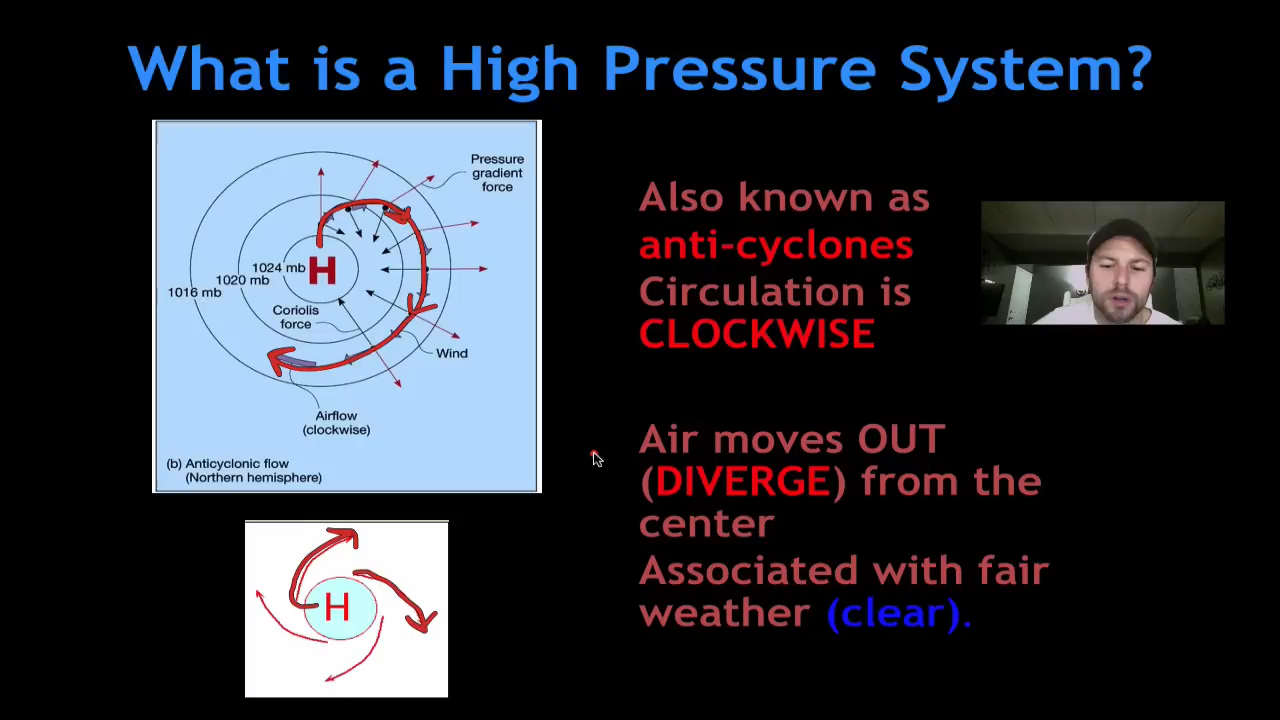 What is a High Pressure System?
Pressure
gradient
force
1024 mb
H
1020 mb
1016 mb
Coriolis
force
Wind
Airflow
(clockwise)
(b) Anticyclonic flow
(Northern hemisphere)
H
Also known as
anti-cyclones
Circulation is
CLOCKWISE
Air moves OUT
(DIVERGE) from the
center
Associated with fair
weather (clear).